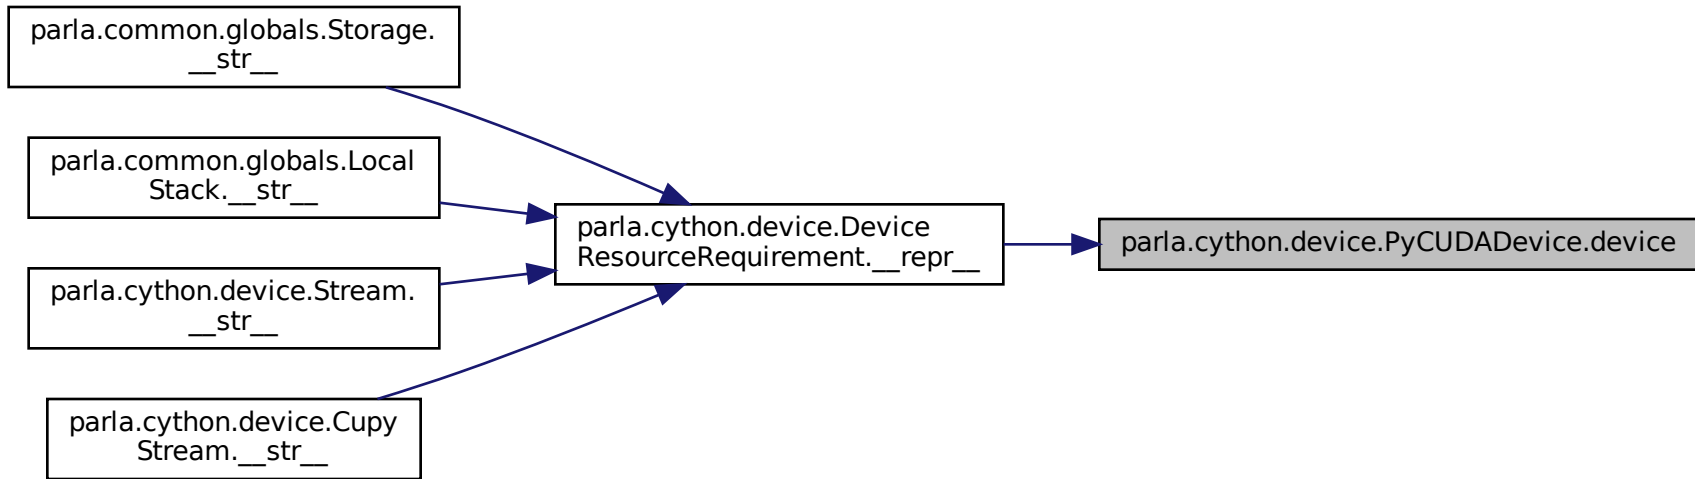 parla.common.globals.Storage.
__str__
parla.common.globals.Local
Stack.__str__
parla.cython.device.Stream.
__str__
parla.cython.device.Cupy
Stream.__str__
parla.cython.device.Device
ResourceRequirement.__repr__
parla.cython.device.PyCUDADevice.device